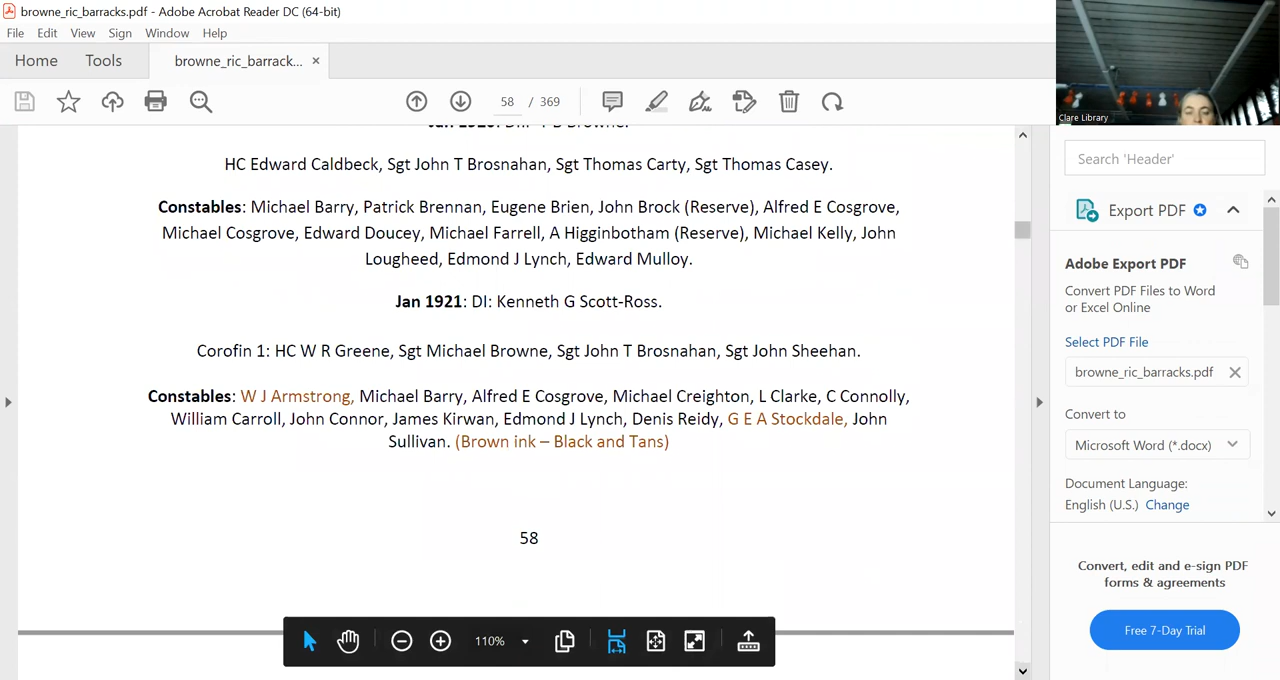 browne_ric_barracks.pdf - Adobe Acrobat Reader DC (64-bit)
File Edit View Sign Window Help
Home Tools browne_ric_barrack... ×
58 / 369
Clare Library
HC Edward Caldbeck, Sgt John T Brosnahan, Sgt Thomas Carty, Sgt Thomas Casey.
Constables: Michael Barry, Patrick Brennan, Eugene Brien, John Brock (Reserve), Alfred E Cosgrove,
Michael Cosgrove, Edward Docey, Michael Farrell, A Higginbotham (Reserve), Michael Kelly, John
Lougheed, Edmond J Lynch, Edward Mulloy.
Jan 1921: DI: Kenneth G Scott-Ross.
Corofin 1: HC W R Greene, Sgt Michael Browne, Sgt John T Brosnahan, Sgt John Sheehan.
Constables: W J Armstrong, Michael Barry, Alfred E Cosgrove, Michael Creighton, L Clarke, C Connolly,
William Carroll, John Connor, James Kirwan, Edmond J Lynch, Denis Reidy, G E A Stockdale, John
Sullivan. (Brown ink – Black and Tans)
58
110%
Search 'Header'
Export PDF
Adobe Export PDF
Convert PDF Files to Word
or Excel Online
Select PDF File
browne_ric_barracks.pdf
Convert to
Microsoft Word (*.docx)
Document Language:
English (U.S.) Change
Convert, edit and e-sign PDF
forms & agreements
Free 7-Day Trial